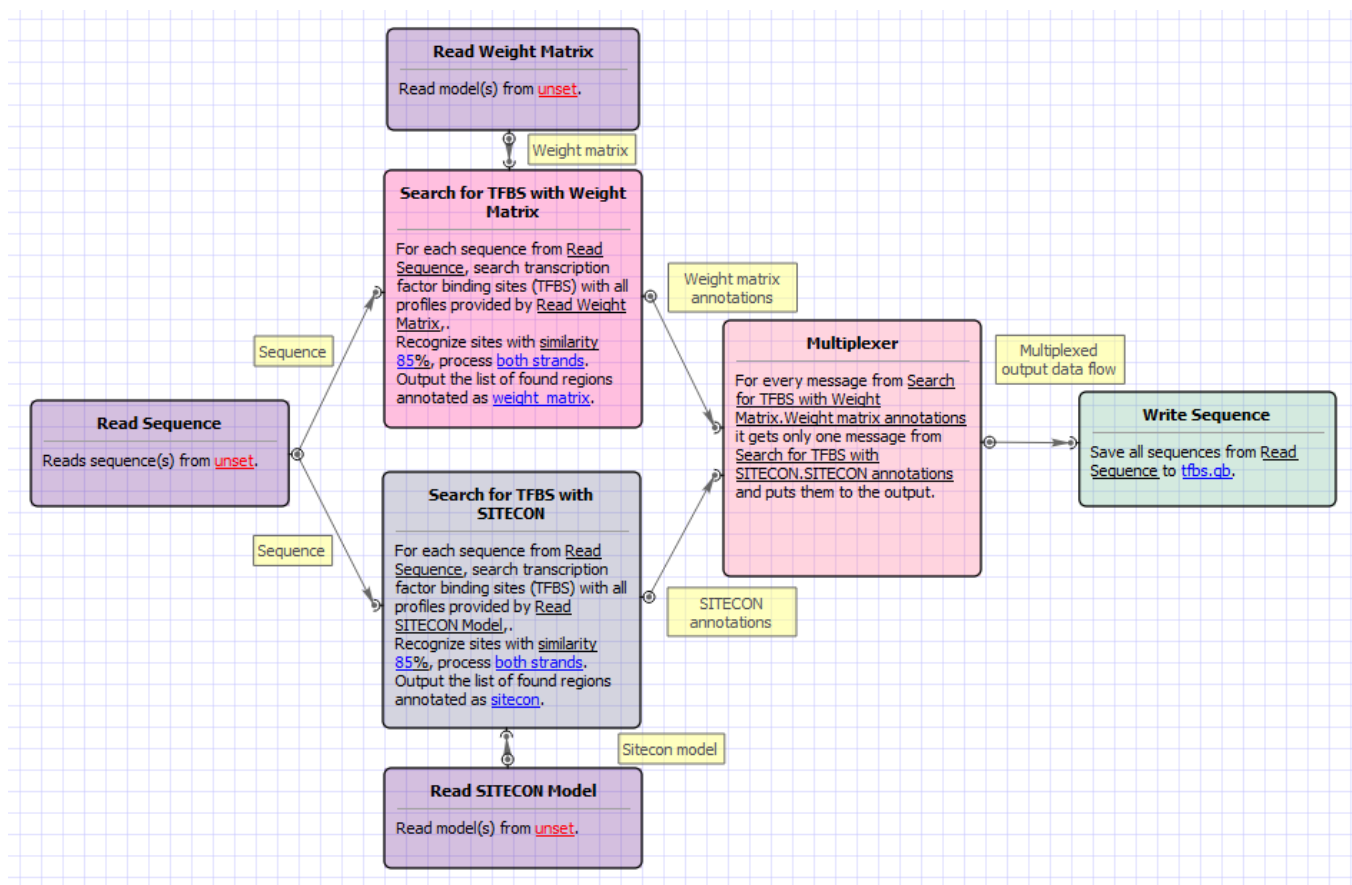 Read Weight Matrix
Read model(s) from unset.
Weight matrix
Search for TFBS with Weight
Matrix
For each sequence from Read
Sequence, search transcription
factor binding sites (TFBS) with all
profiles provided by Read Weight
Matrix,.
Recognize sites with similarity
85%, process both strands.
Output the list of found regions
annotated as weight_matrix.
Weight matrix
annotations
Sequence
Read Sequence
Reads sequence(s) from unset.
Sequence
Multiplexer
For every message from Search
for TFBS with Weight
Matrix.Weight matrix annotations
it gets only one message from
Search for TFBS with
SITECON.SITECON annotations
and puts them to the output.
Multiplexed
output data flow
Write Sequence
Save all sequences from Read
Sequence to tfbs.gb.
Search for TFBS with
SITECON
For each sequence from Read
Sequence, search transcription
factor binding sites (TFBS) with all
profiles provided by Read
SITECON Model,.
Recognize sites with similarity
85%, process both strands.
Output the list of found regions
annotated as sitecon.
SITECON
annotations
Sitecon model
Read SITECON Model
Read model(s) from unset.